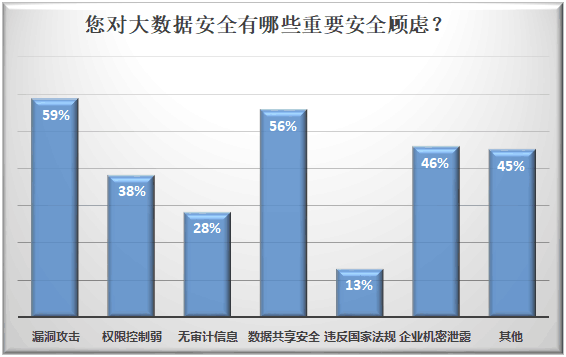 您对大数据安全有哪些重要安全顾虑？
59%
38%
28%
56%
13%
46%
45%
漏洞攻击
权限控制弱
无审计信息
数据共享安全
违反国家法规
企业机密泄露
其他